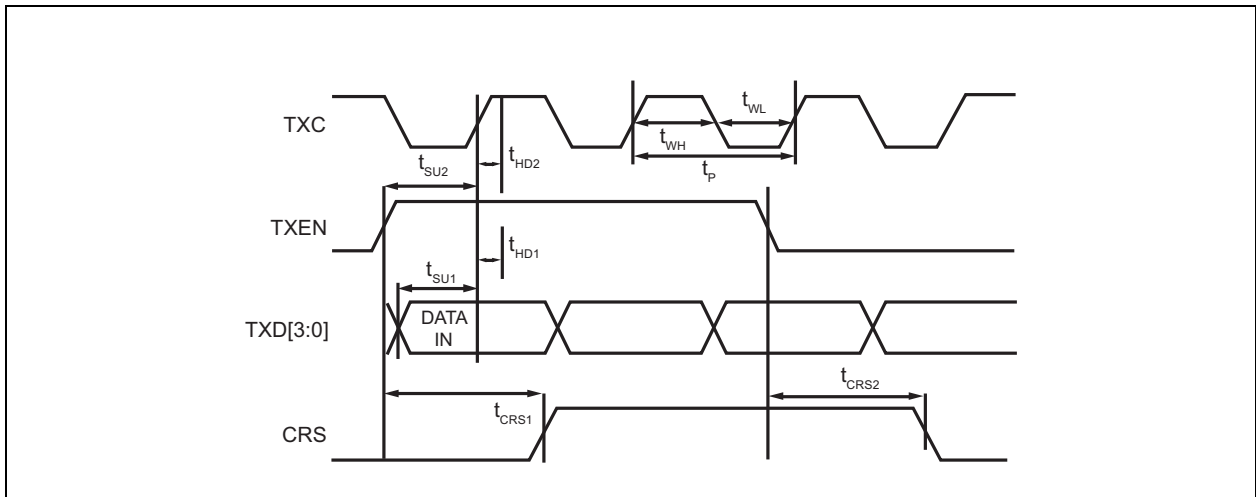 TXC
t_WL
t_WH
t_HD2
t_SU2
t_P
TXEN
t_HD1
t_SU1
TXD[3:0]
DATA
IN
t_CRS2
t_CRS1
CRS